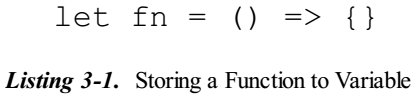 let fn = () => {}
Listing 3-1. Storing a Function to Variable